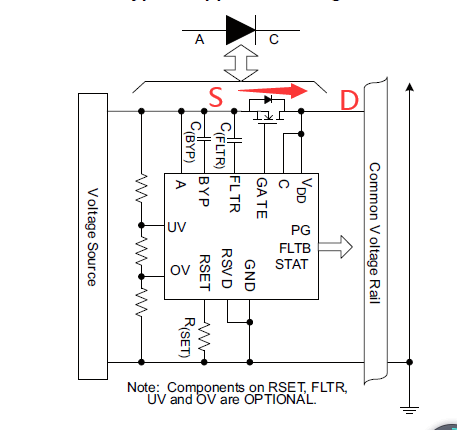 A
C
S
D
C(BYP)
C(FLTR)
A
BYP
FLTR
GATE
C
VDD
UV
OV
PG
FLTB
STAT
RSET
RSVD
GND
R(SET)
Voltage Source
Common Voltage Rail
Note: Components on RSET, FLTR,
UV and OV are OPTIONAL.